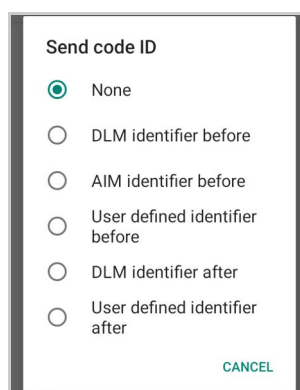 Send code ID
None
DLM identifier before
AIM identifier before
User defined identifier
before
DLM identifier after
User defined identifier
after
CANCEL